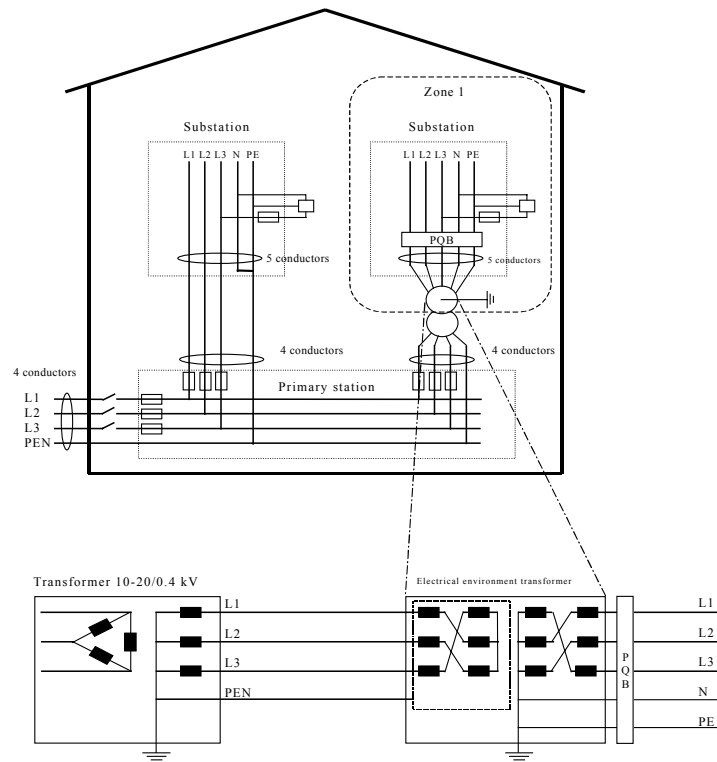 Zone 1
Substation
Substation
L1 L2 L3 N PE
L1 L2 L3 N PE
PQB
5 conductors
5 conductors
4 conductors
4 conductors
4 conductors
Primary station
L1
L2
L3
PEN
Transformer 10-20/0.4 kV
Electrical environment transformer
L1
L2
L3
PEN
P
Q
B
L1
L2
L3
N
PE